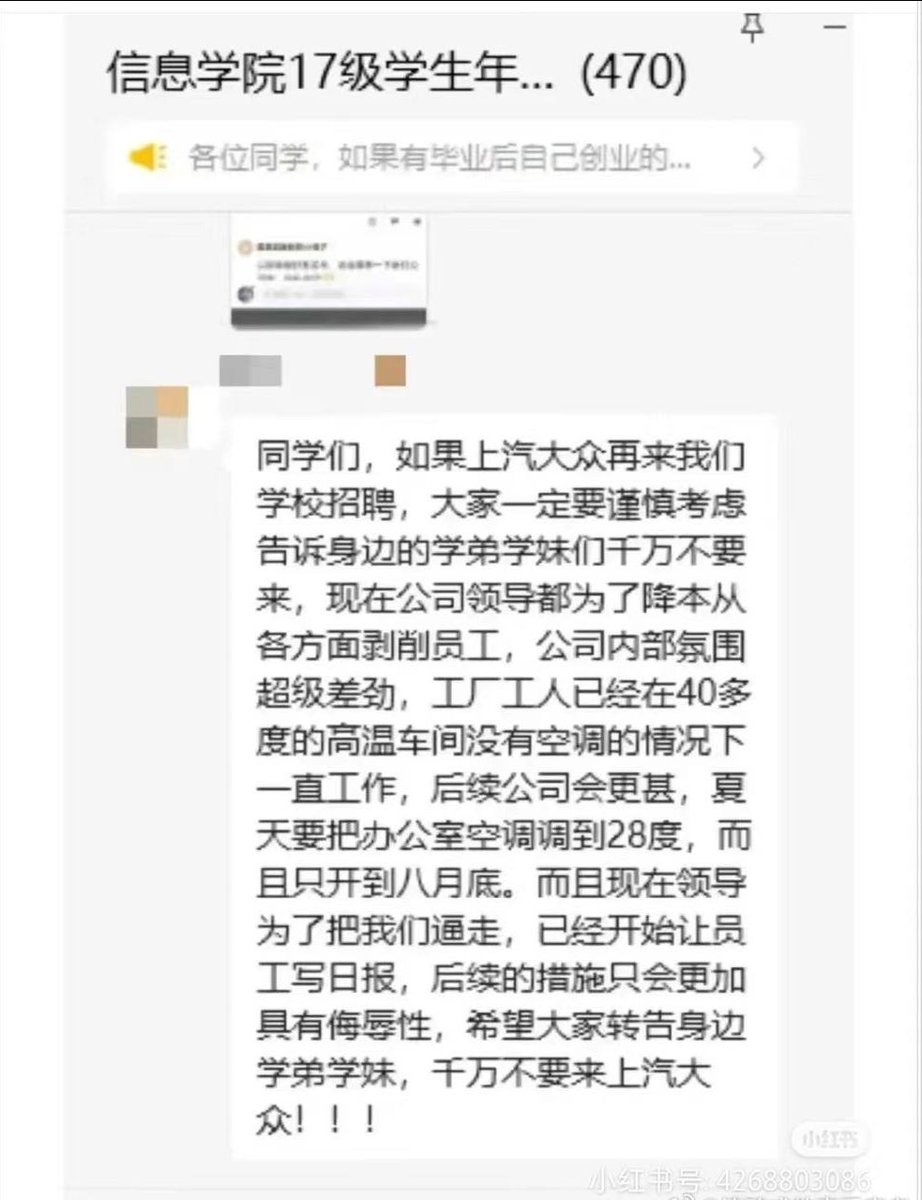 信息学院17级学生年... (470)
各位同学，如果有毕业后自己创业的...
同学们，如果上汽大众再来我们
学校招聘，大家一定要谨慎考虑
告诉身边的学弟学妹们千万不要
来，现在公司领导都为了降本从
各方面剥削员工，公司内部氛围
超级差劲，工厂工人已经在40多
度的高温车间没有空调的情况下
一直工作，后续公司会更甚，夏
天要把办公室空调调到28度，而
且只开到八月底。而且现在领导
为了把我们逼走，已经开始让员
工写日报，后续的措施只会更加
具有侮辱性，希望大家转告身边
学弟学妹，千万不要来上汽大
众！！！
小红书
小红书号: 4268803086